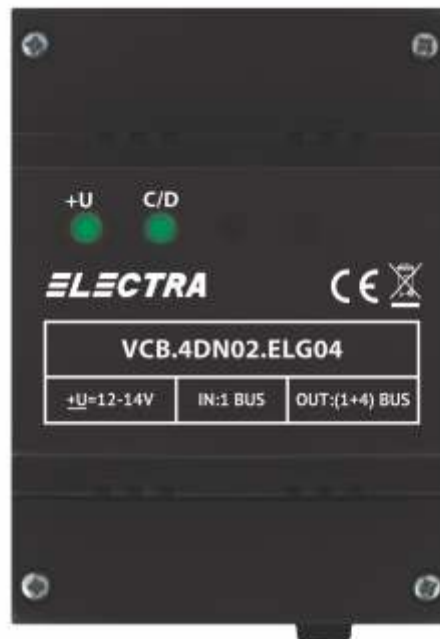 +U C/D
ELECTRA CE
VCB.4DN02.ELG04
+U=12-14V IN:1 BUS OUT:(1+4) BUS